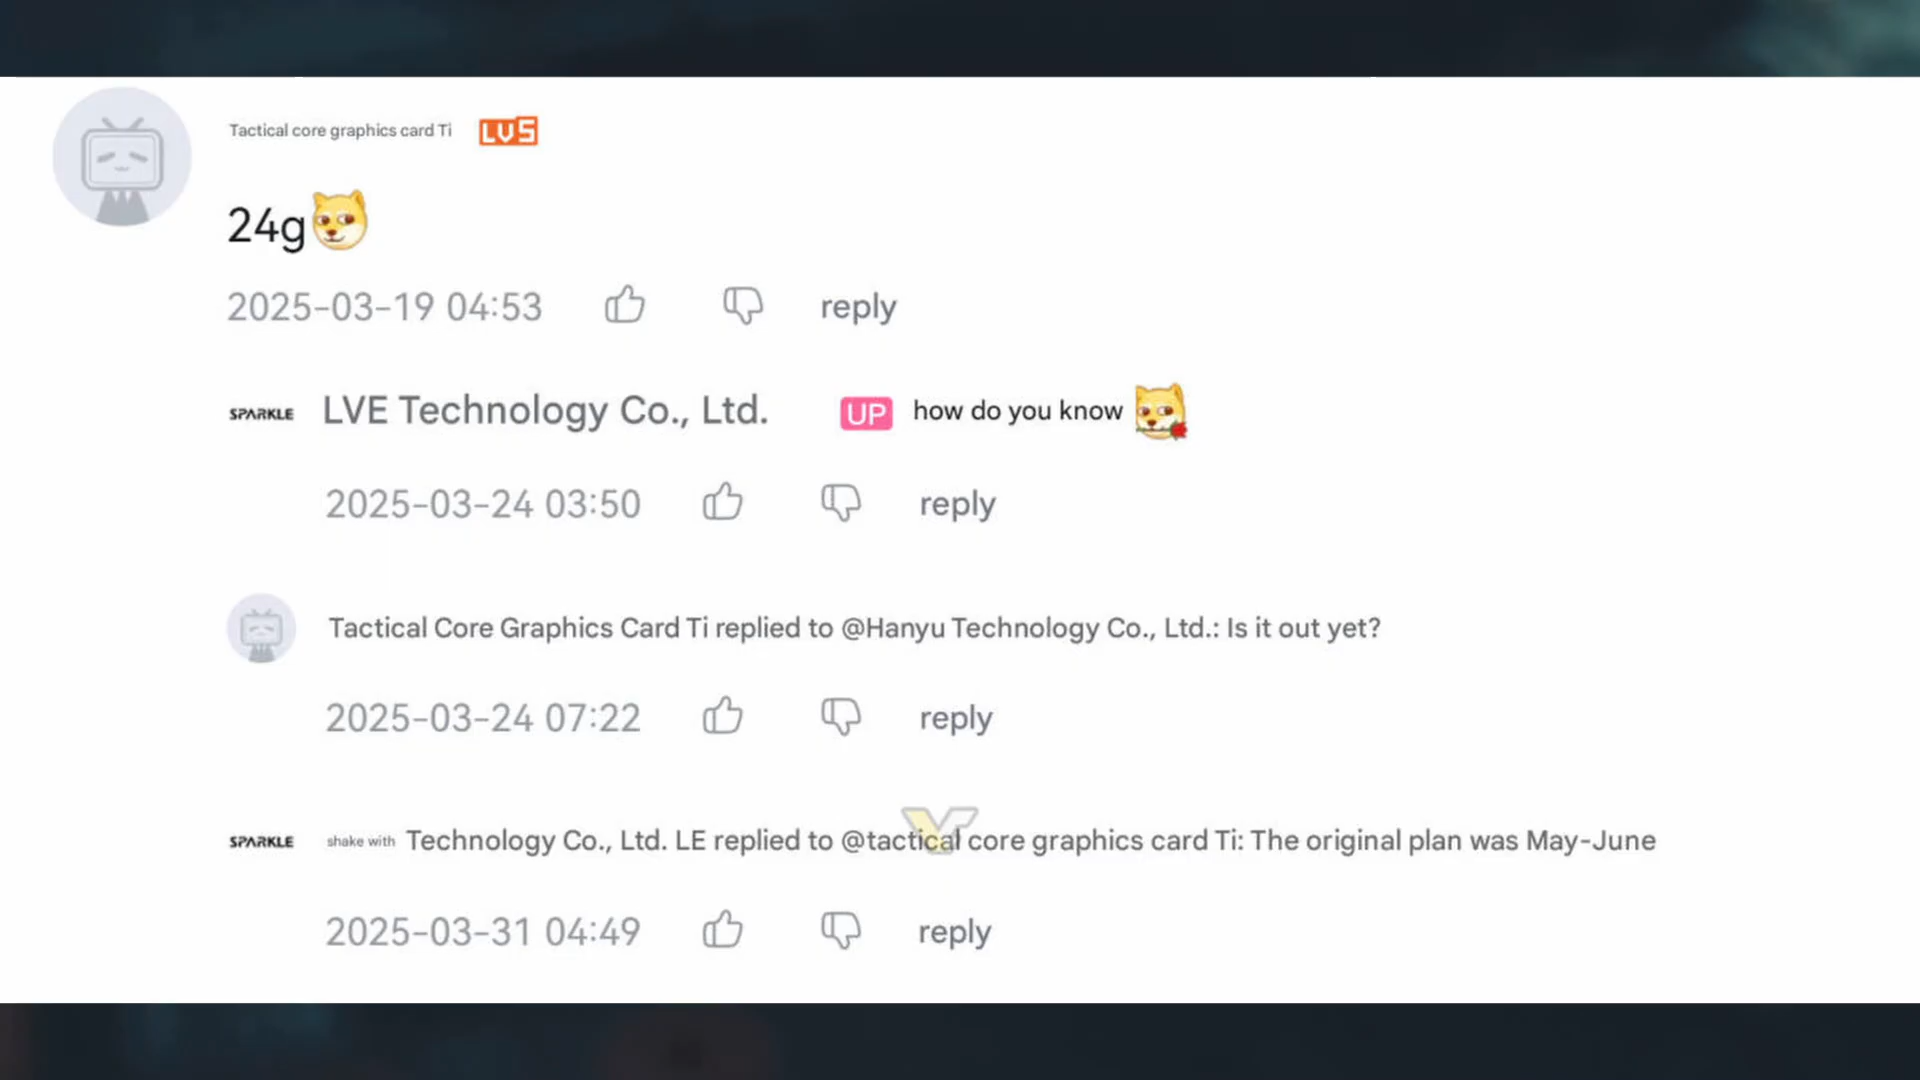 Tactical core graphics card Ti LV5
24g
2025-03-19 04:53 reply
SPARKLE LVE Technology Co., Ltd. UP how do you know
2025-03-24 03:50 reply
Tactical Core Graphics Card Ti replied to @Hanyu Technology Co., Ltd.: Is it out yet?
2025-03-24 07:22 reply
SPARKLE shake with Technology Co., Ltd. LE replied to @tactical core graphics card Ti: The original plan was May-June
2025-03-31 04:49 reply